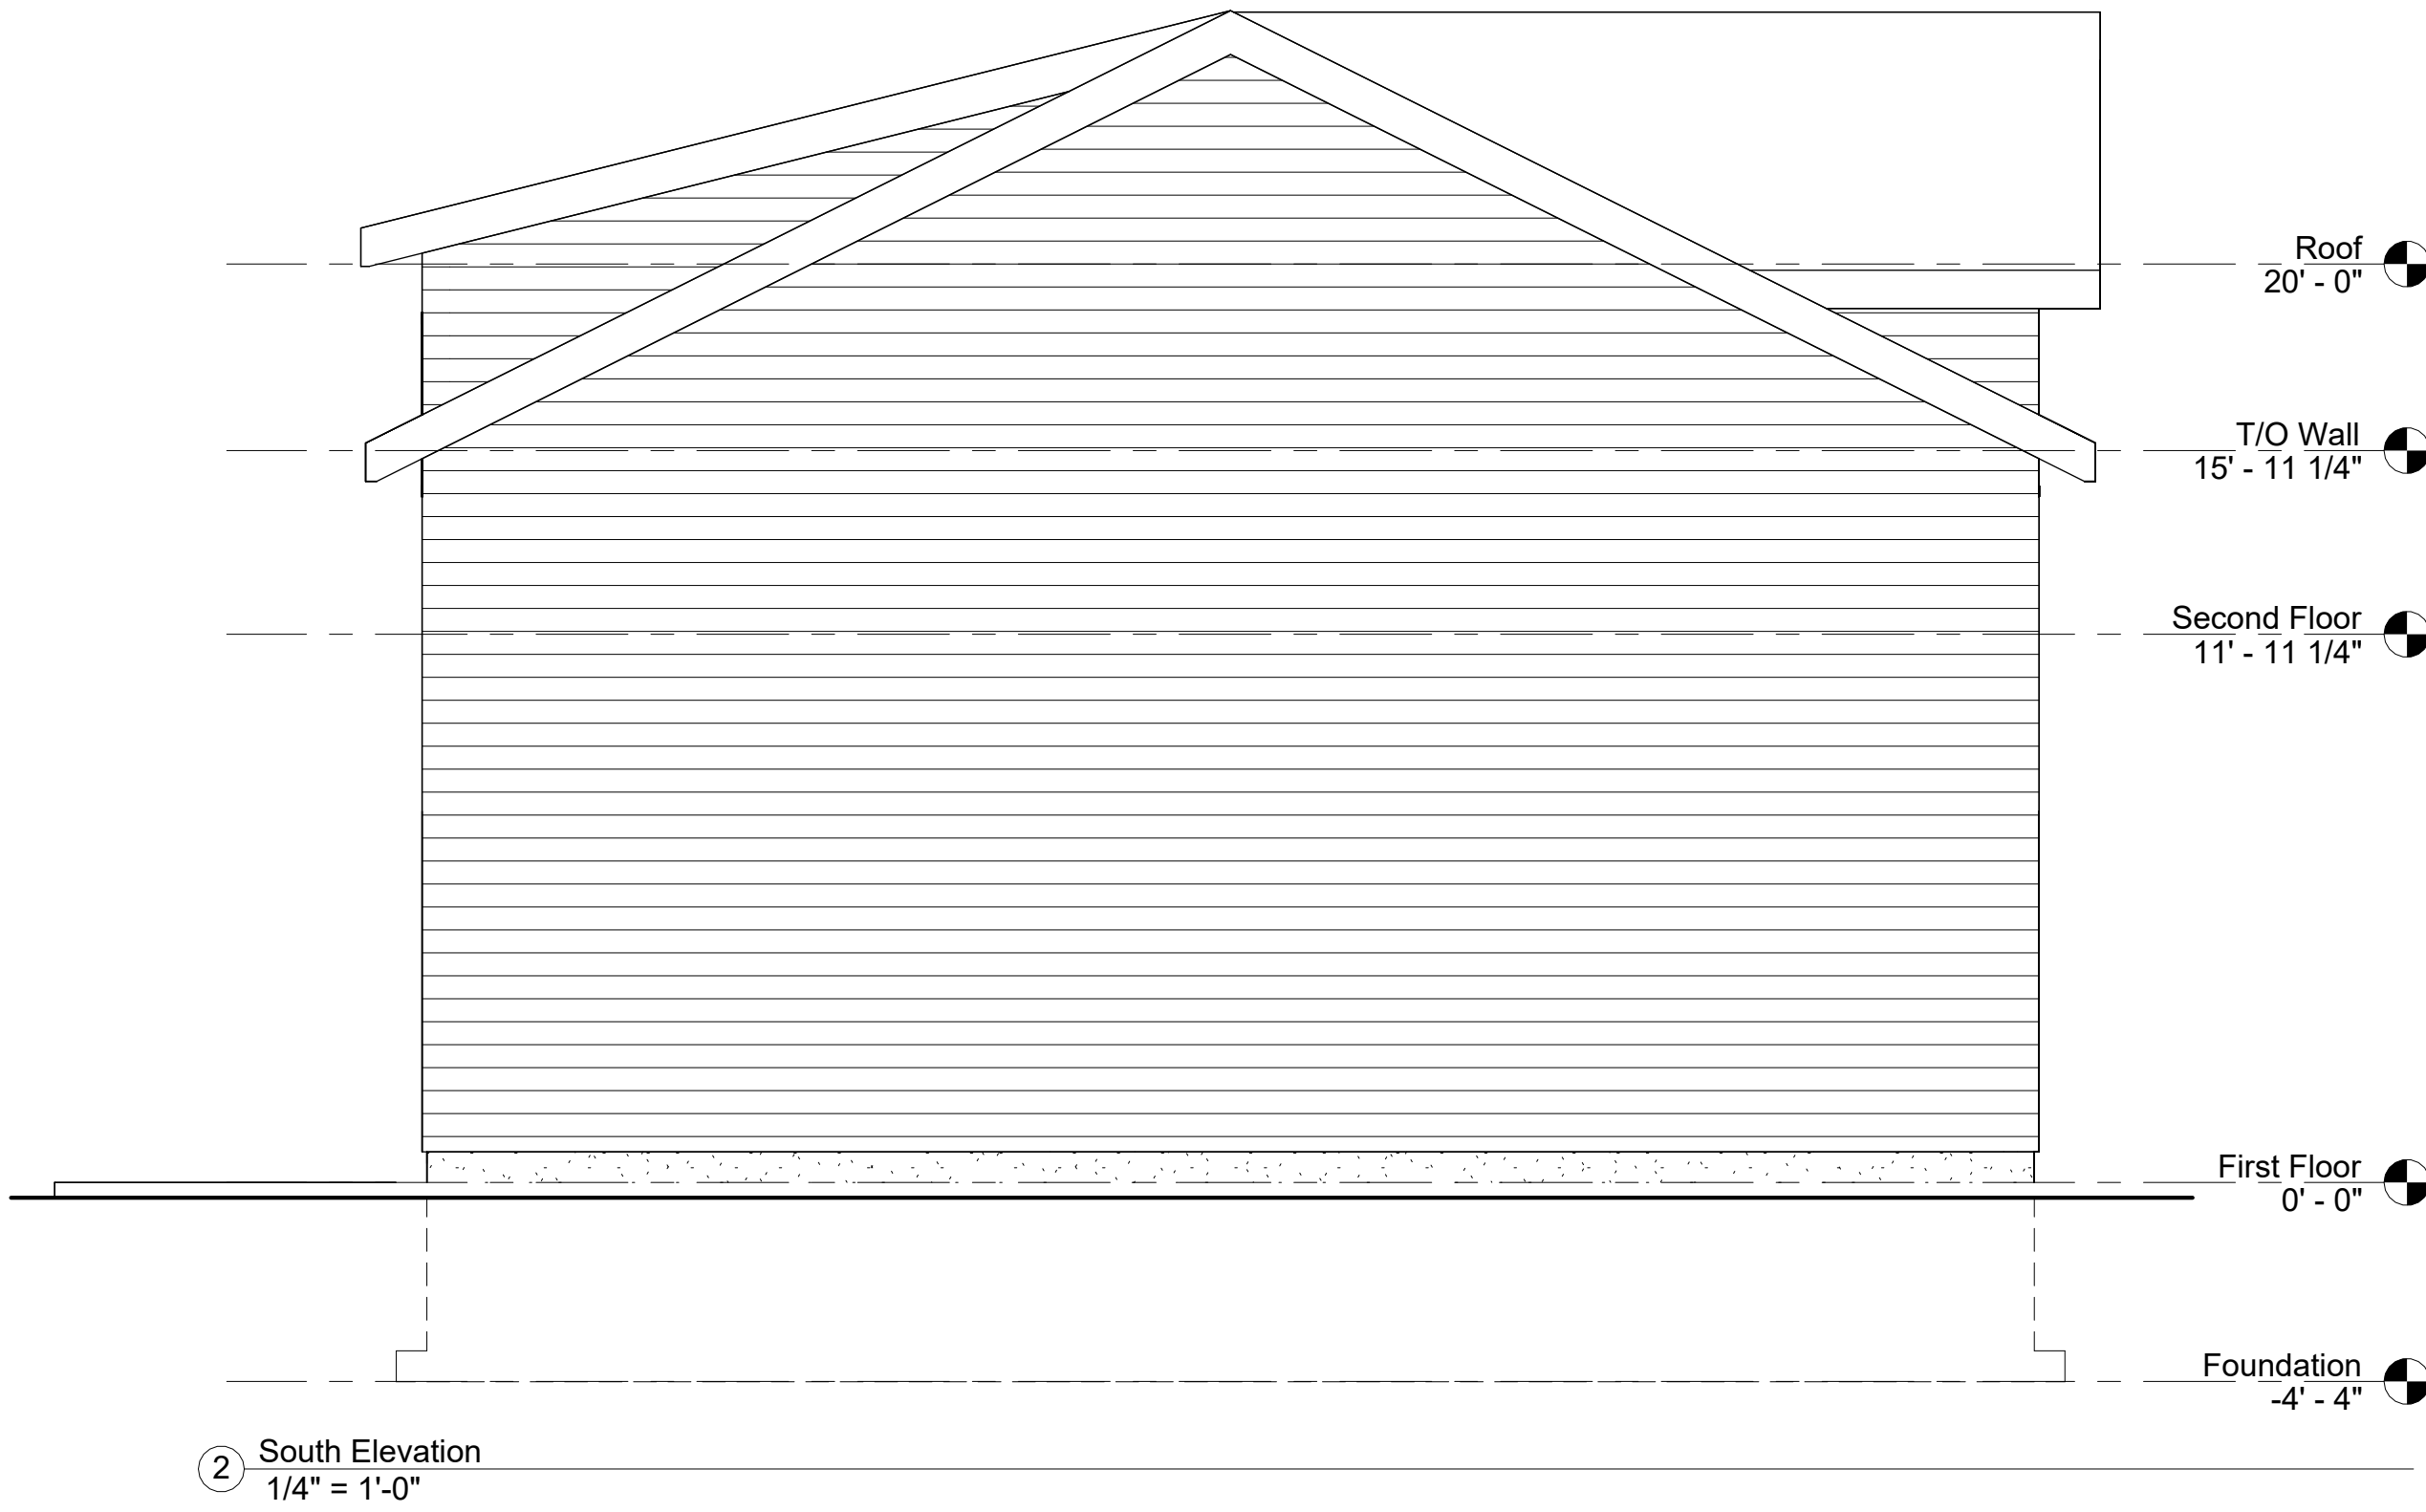 Roof
20' - 0"
T/O Wall
15' - 11 1/4"
Second Floor
11' - 11 1/4"
First Floor
0' - 0"
Foundation
-4' - 4"
2
South Elevation
1/4" = 1'-0"